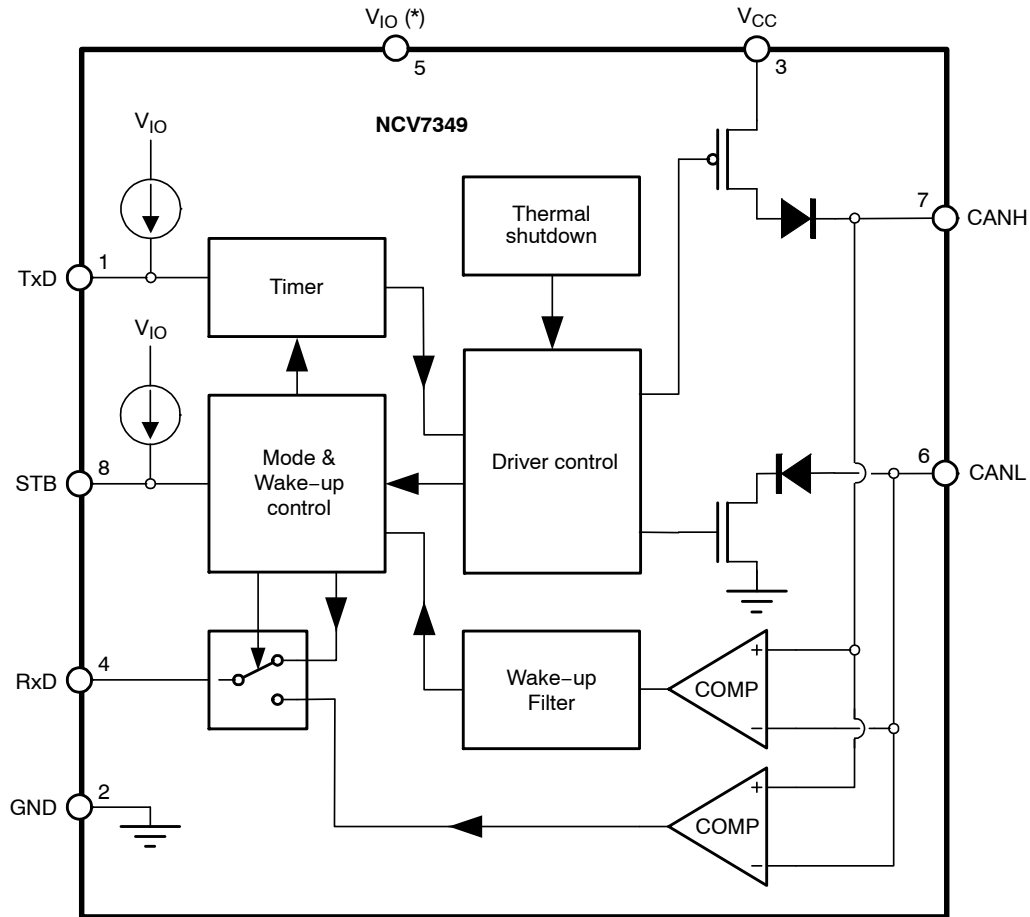 V_IO (*)
V_CC
5
3
NCV7349
V_IO
Thermal
shutdown
7
CANH
1
TxD
Timer
V_IO
8
STB
Mode &
Wake−up
control
Driver control
6
CANL
4
RxD
Wake−up
Filter
+
COMP
−
2
GND
+
COMP
−